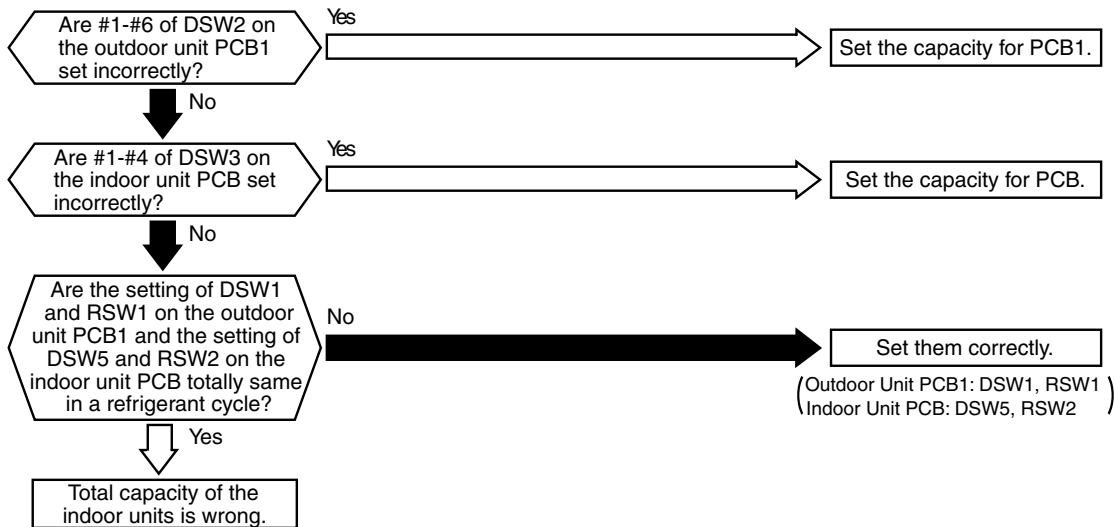 Are #1-#6 of DSW2 on
the outdoor unit PCB1
set incorrectly?
Yes
Set the capacity for PCB1.
No
Are #1-#4 of DSW3 on
the indoor unit PCB set
incorrectly?
Yes
Set the capacity for PCB.
No
Are the setting of DSW1
and RSW1 on the outdoor
unit PCB1 and the setting of
DSW5 and RSW2 on the
indoor unit PCB totally same
in a refrigerant cycle?
No
Set them correctly.
(Outdoor Unit PCB1: DSW1, RSW1
Indoor Unit PCB: DSW5, RSW2)
Yes
Total capacity of the
indoor units is wrong.